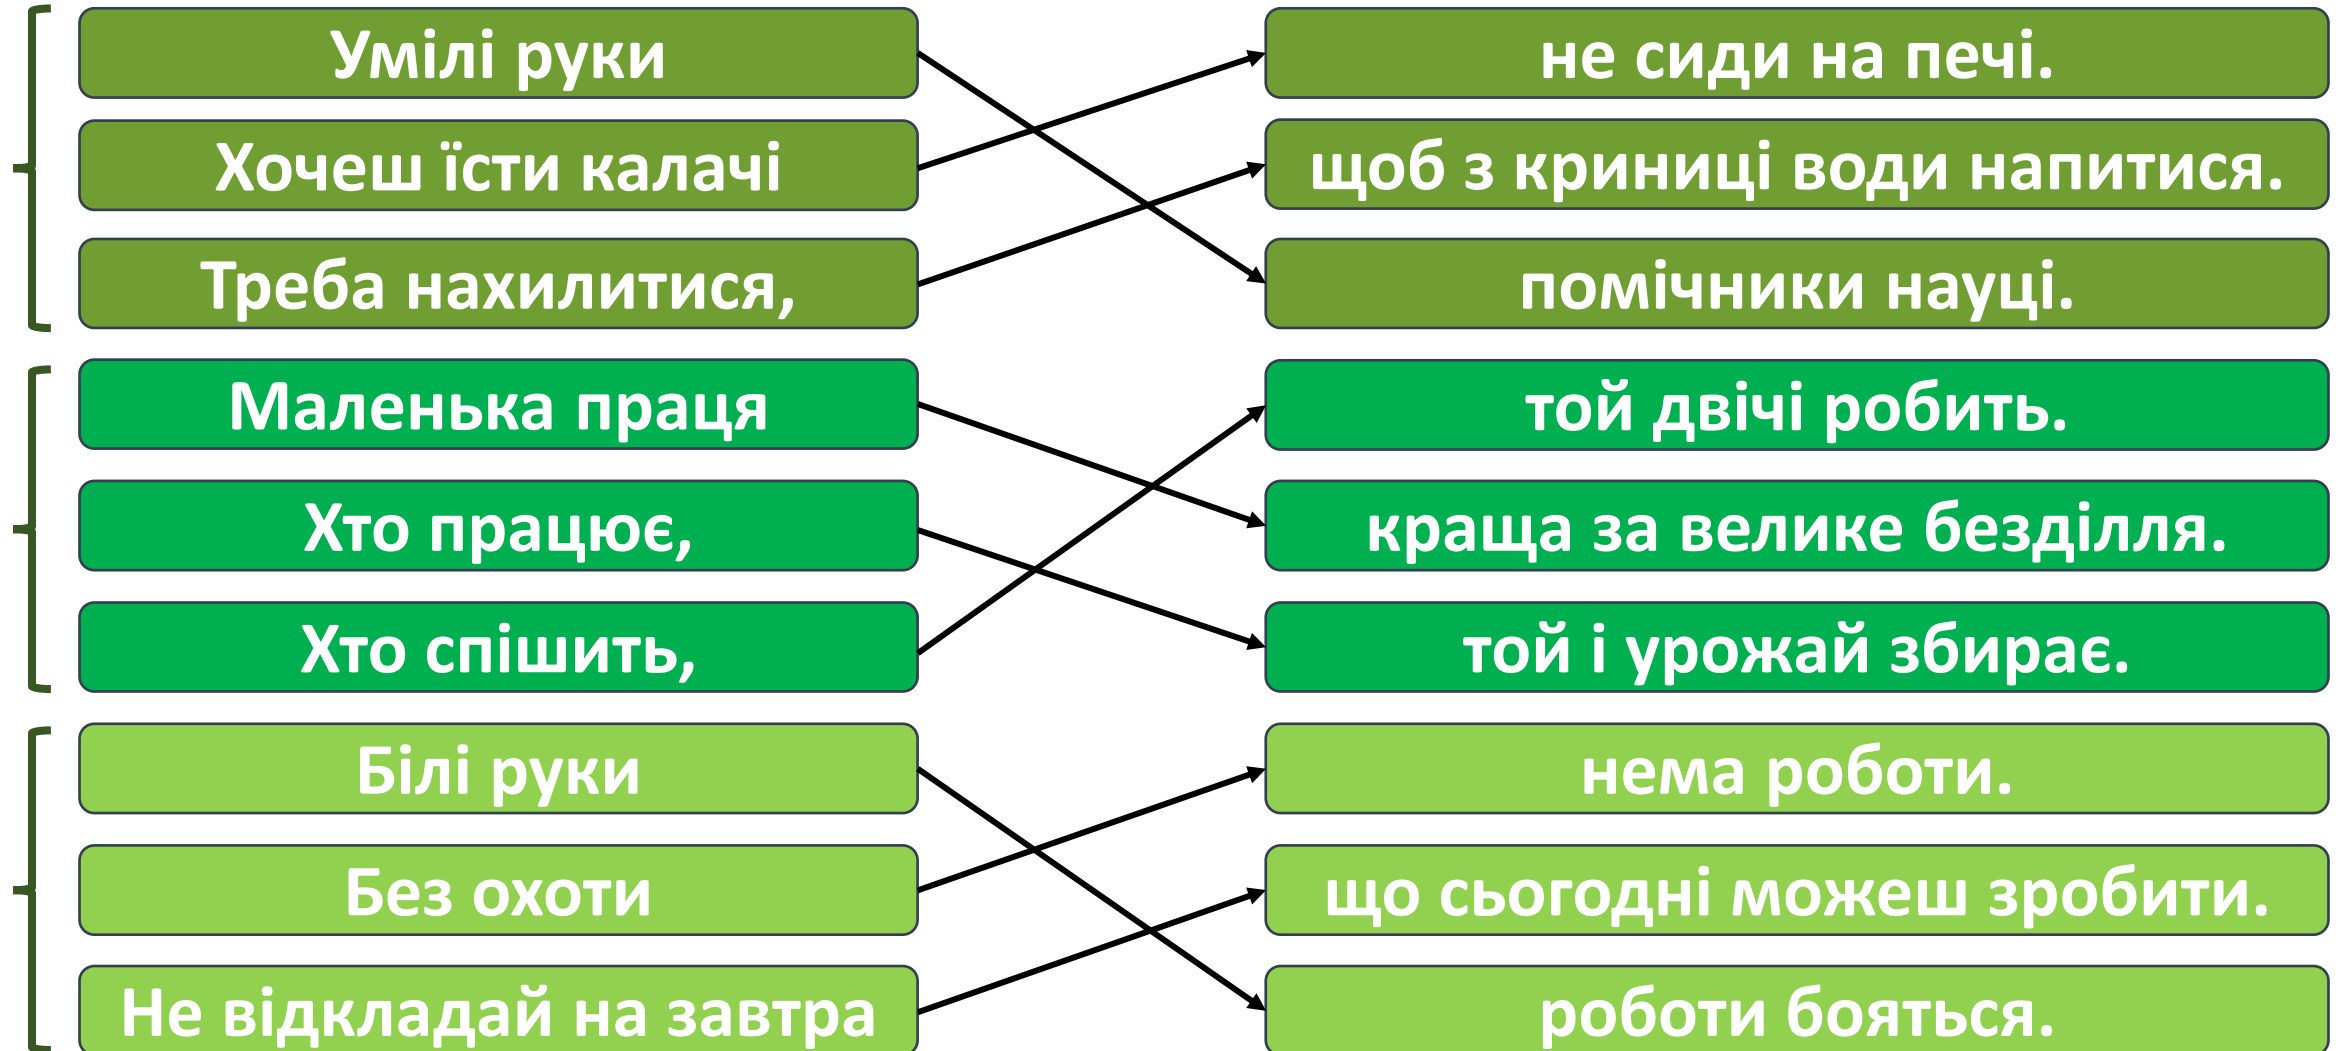 Умілі руки
не сиди на печі.
Хочеш їсти калачі
щоб з криниці води напитися.
Треба нахилитися,
помічники науці.
Маленька праця
той двічі робить.
Хто працює,
краща за велике безділля.
Хто спішить,
той і урожай збирає.
Білі руки
нема роботи.
Без охоти
що сьогодні можеш зробити.
Не відкладай на завтра
роботи бояться.